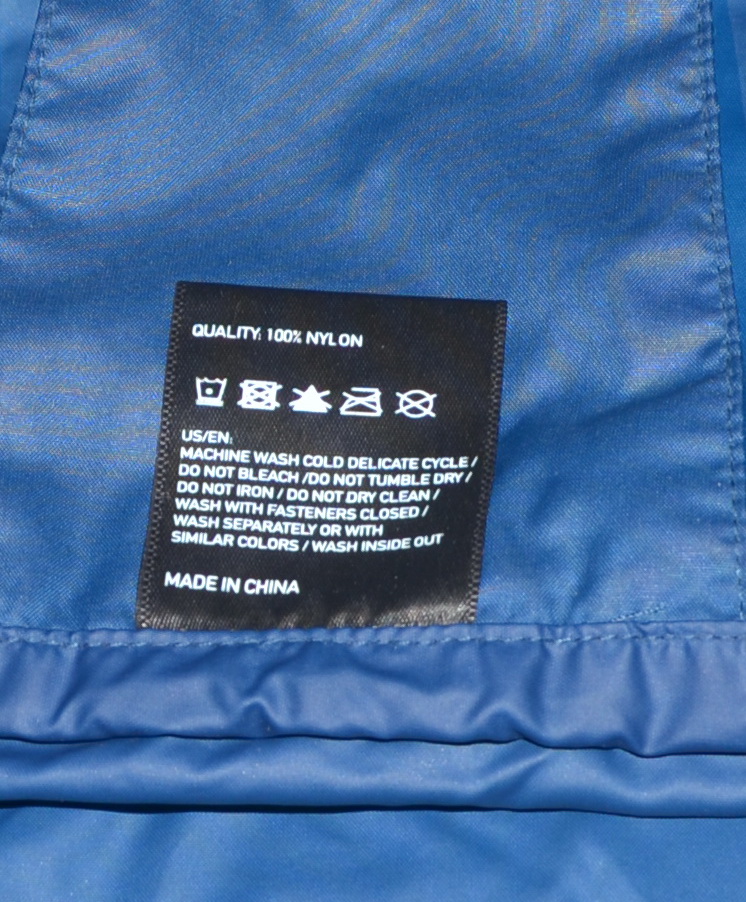 QUALITY: 100% NYLON
US/EN:
MACHINE WASH COLD DELICATE CYCLE /
DO NOT BLEACH /DO NOT TUMBLE DRY /
DO NOT IRON / DO NOT DRY CLEAN /
WASH WITH FASTENERS CLOSED /
WASH SEPARATELY OR WITH
SIMILAR COLORS / WASH INSIDE OUT
MADE IN CHINA